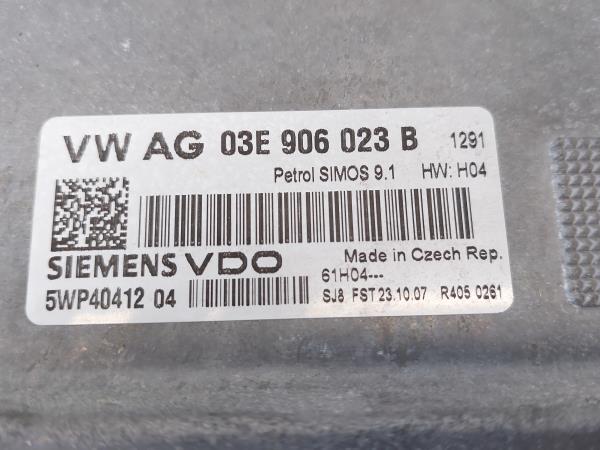 VW AG 03E 906 023 B 1291
Petrol SIMOS 9.1 HW: H04
SIEMENS VDO Made in Czech Rep.
61H04---
5WP40412 04 SJ8 FST 23.10.07 R405 0261